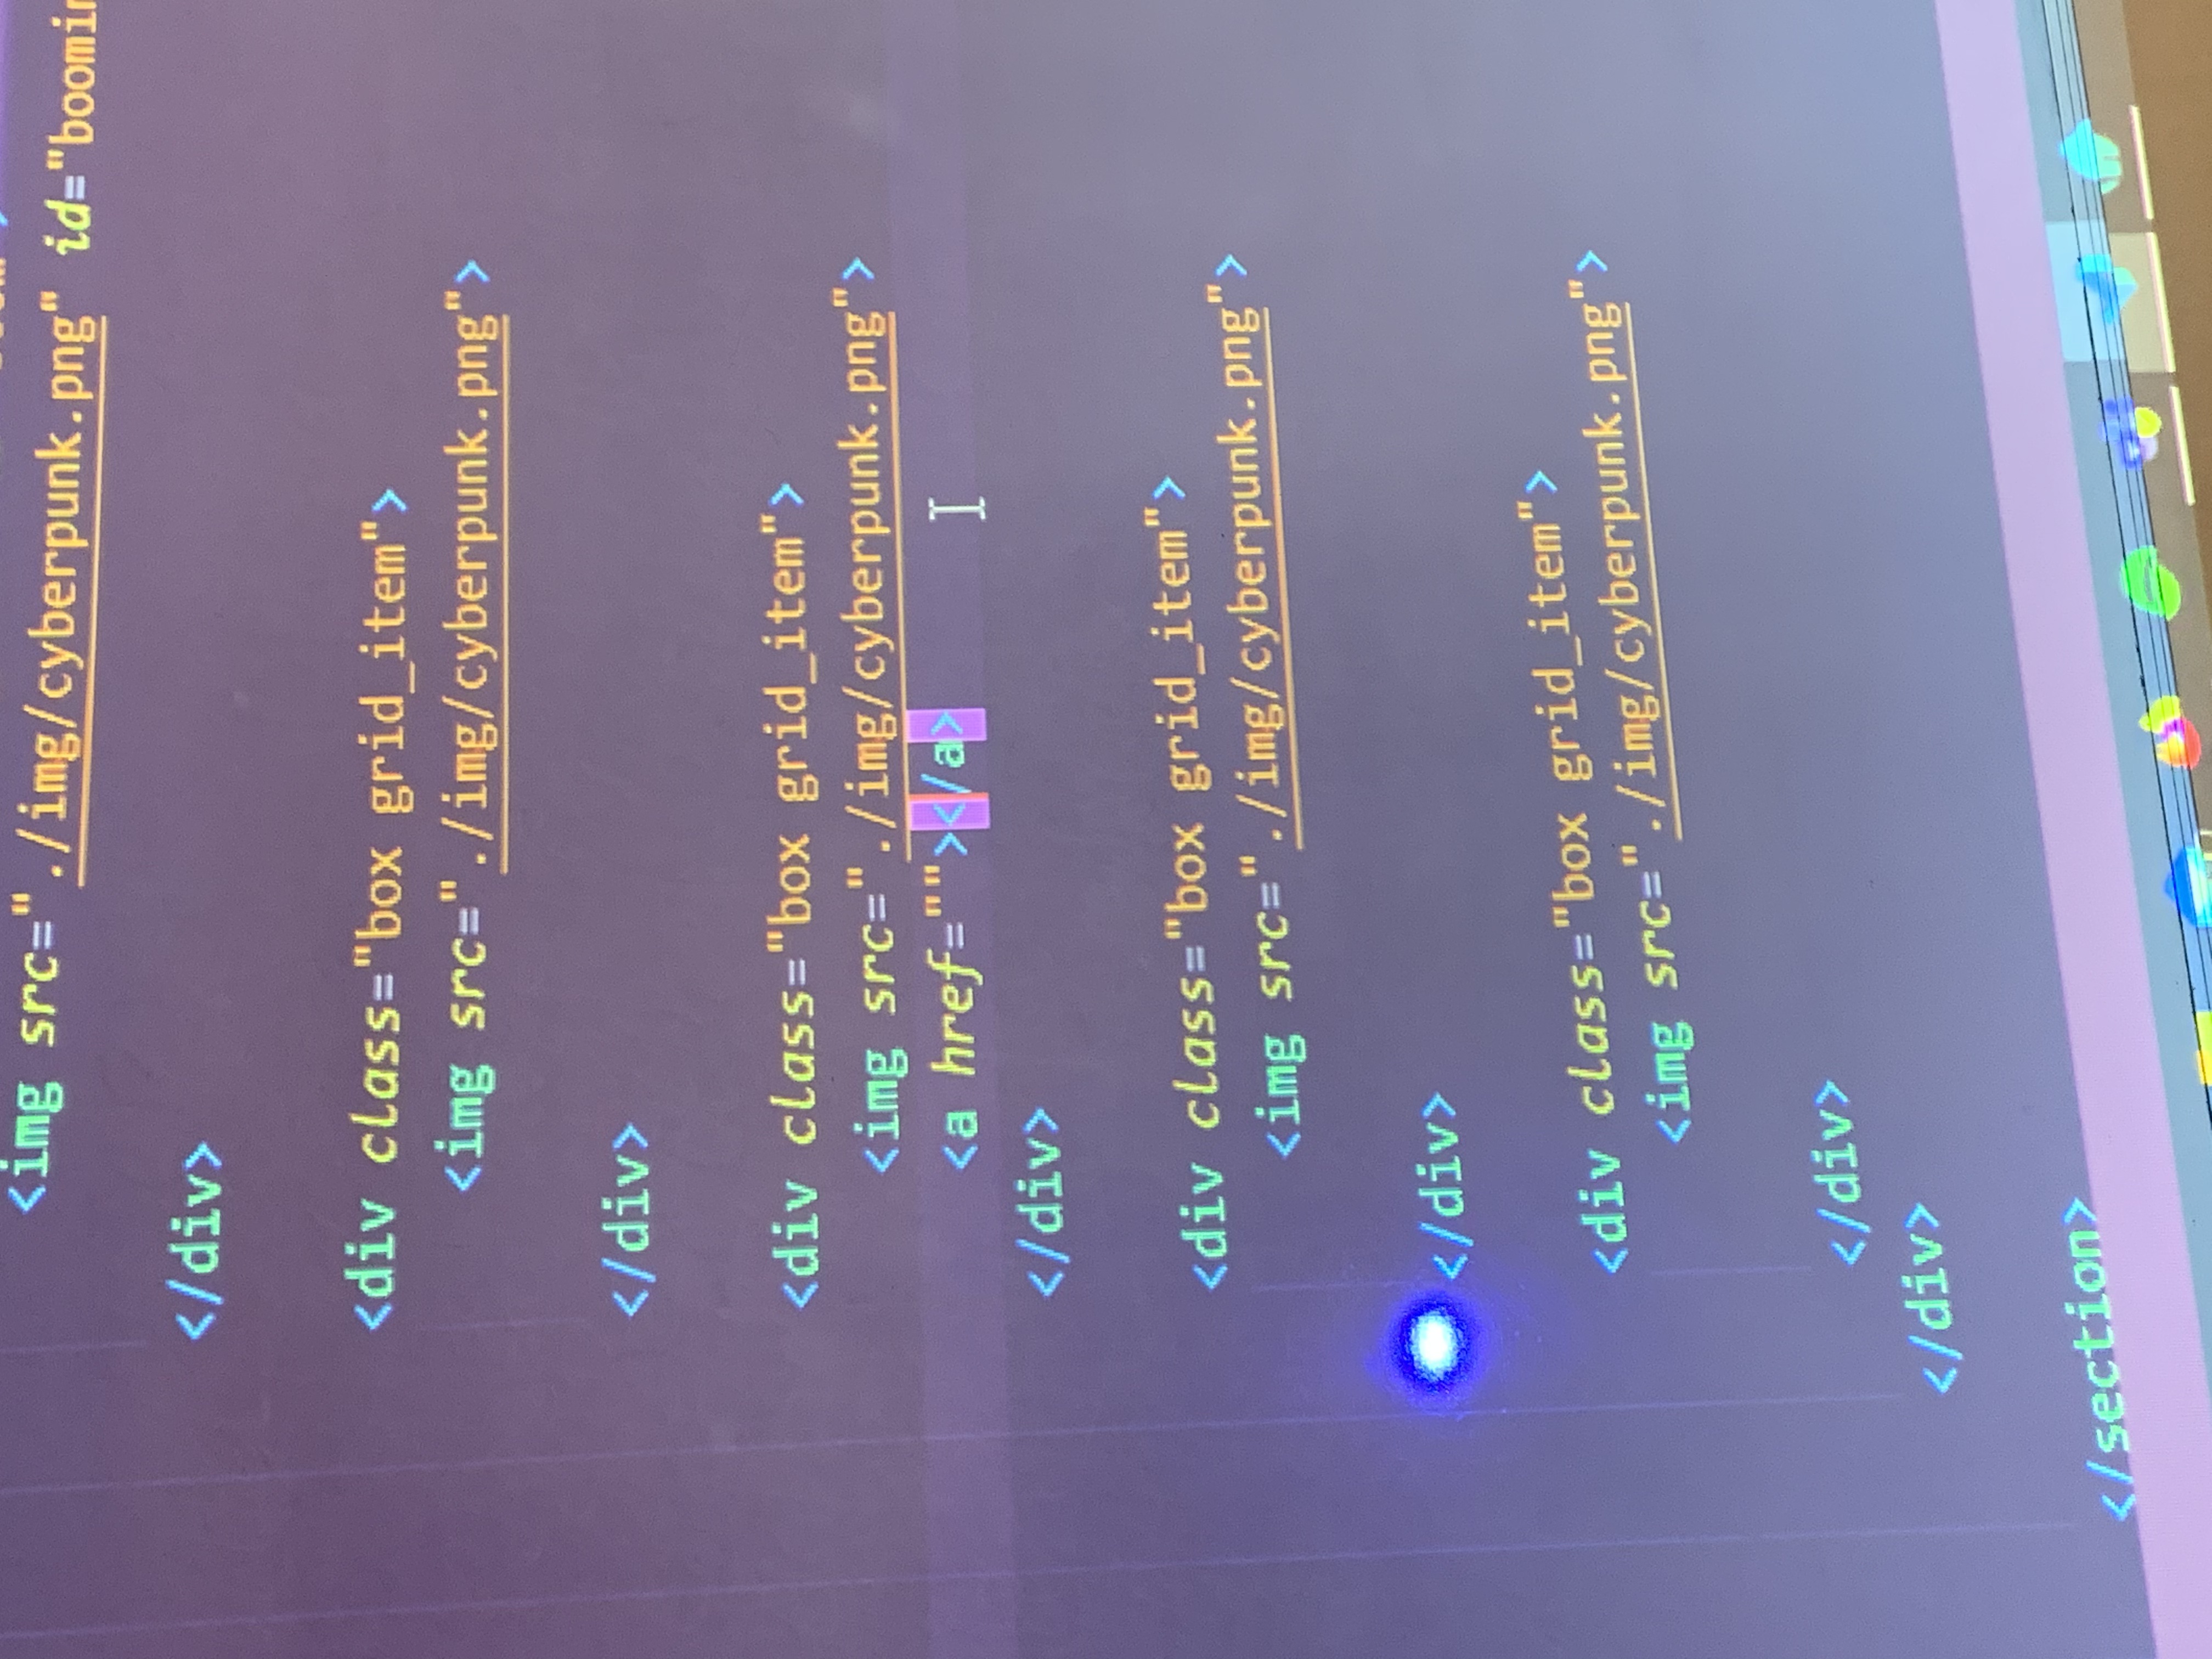 <img src="./img/cyberpunk.png" id="boomin
</div>
<div class="box grid_item">
<img src="./img/cyberpunk.png">
</div>
<div class="box grid_item">
<img src="./img/cyberpunk.png">
<a href=""></a>
</div>
<div class="box grid_item">
<img src="./img/cyberpunk.png">
</div>
<div class="box grid_item">
<img src="./img/cyberpunk.png">
</div>
</div>
</section>